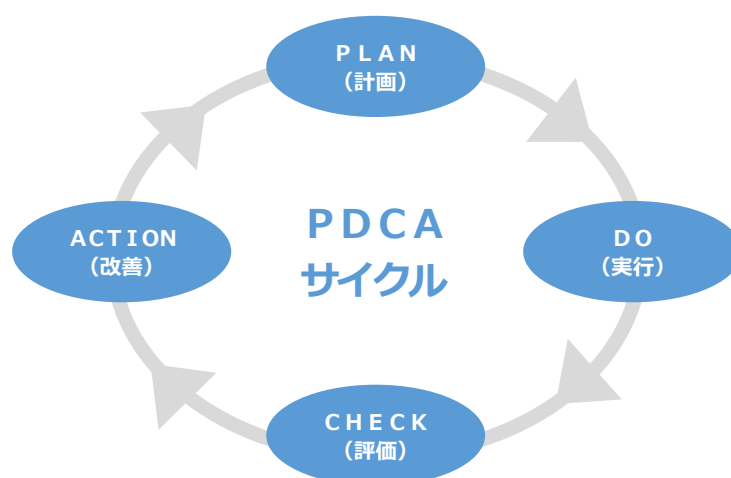 PLAN
（計画）
PDCA
サイクル
ACTION
（改善）
DO
（実行）
CHECK
（評価）